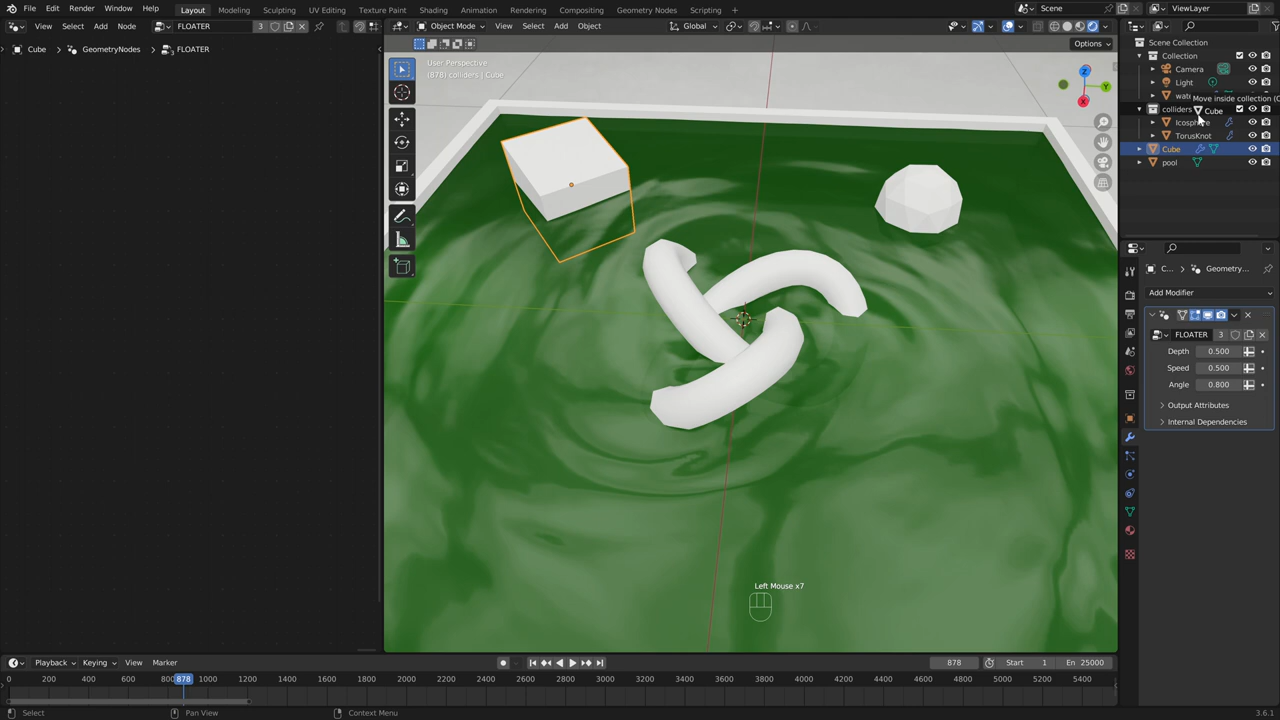 File Edit Render Window Help Layout Modeling Sculpting UV Editing Texture Paint Shading Animation Rendering Compositing Geometry Nodes Scripting + Scene ViewLayer
View Select Add Node FLOATER 3 Object Mode View Select Add Object Global
Options
Cube > GeometryNodes > FLOATER
User Perspective
(878) colliders | Cube
Z
Y
X
Scene Collection
Collection
Camera
Light
wat
Move inside collection (C
colliders
Cube
Icosphere
TorusKnot
Cube
pool
C... > Geometry...
Add Modifier
FLOATER 3
Depth 0.500
Speed 0.500
Angle 0.800
Output Attributes
Internal Dependencies
Left Mouse x7
Playback Keying View Marker 878 Start 1 En 25000
0 200 400 600 800 878 1000 1200 1400 1600 1800 2000 2200 2400 2600 2800 3000 3200 3400 3600 3800 4000 4200 4400 4600 4800 5000 5200 5400
Select Pan View Context Menu 3.6.1